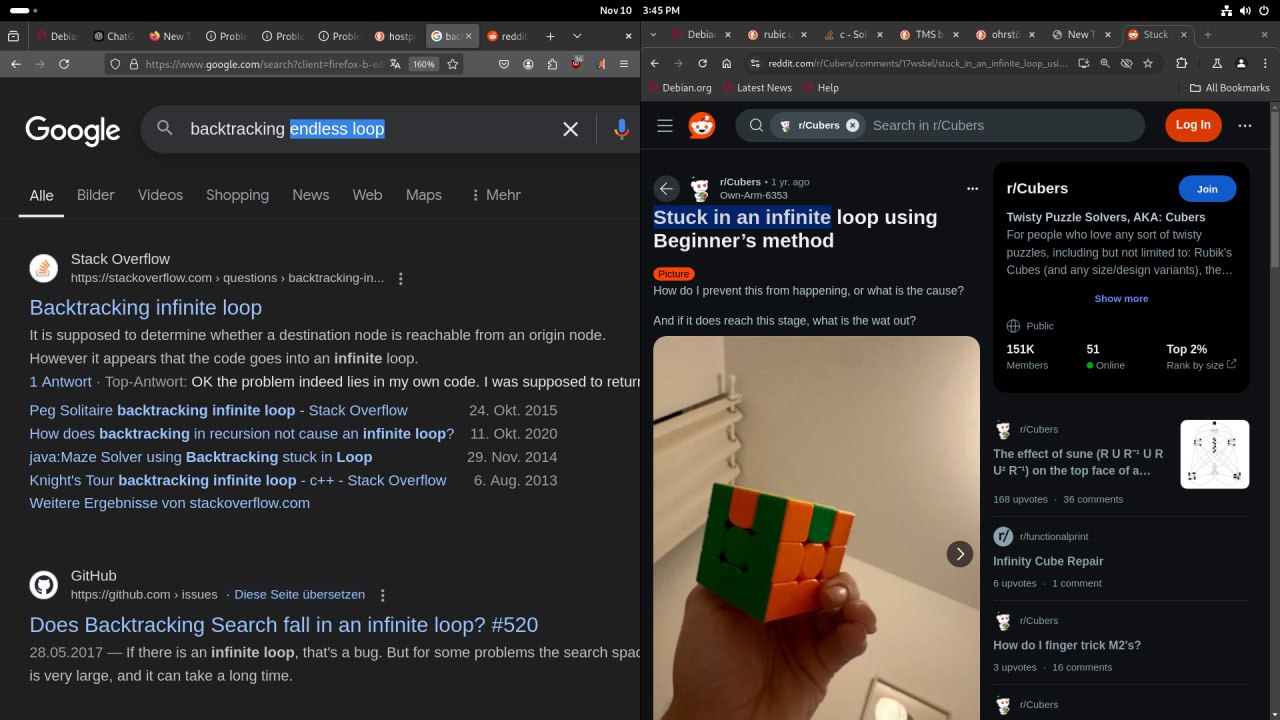 Nov 10 3:45 PM
Debian
ChatG
New T
Proble
Proble
Proble
hostpo
back
reddit
https://www.google.com/search?client=firefox-b-e
160%
Google
backtracking endless loop
Alle
Bilder
Videos
Shopping
News
Web
Maps
Mehr
Stack Overflow
https://stackoverflow.com › questions › backtracking-in...
Backtracking infinite loop
It is supposed to determine whether a destination node is reachable from an origin node.
However it appears that the code goes into an infinite loop.
1 Antwort · Top-Antwort: OK the problem indeed lies in my own code. I was supposed to return
Peg Solitaire backtracking infinite loop - Stack Overflow 24. Okt. 2015
How does backtracking in recursion not cause an infinite loop? 11. Okt. 2020
java:Maze Solver using Backtracking stuck in Loop 29. Nov. 2014
Knight's Tour backtracking infinite loop - c++ - Stack Overflow 6. Aug. 2013
Weitere Ergebnisse von stackoverflow.com
GitHub
https://github.com › issues · Diese Seite übersetzen
Does Backtracking Search fall in an infinite loop? #520
28.05.2017 — If there is an infinite loop, that's a bug. But for some problems the search spac
is very large, and it can take a long time.
Debia
rubic u
c - Sol
TMS b
ohrstö
New T
Stuck
reddit.com/r/Cubers/comments/17wsbel/stuck_in_an_infinite_loop_usi...
Debian.org
Latest News
Help
All Bookmarks
r/Cubers
Search in r/Cubers
Log In
r/Cubers • 1 yr. ago
Own-Arm-6353
Stuck in an infinite loop using
Beginner’s method
Picture
How do I prevent this from happening, or what is the cause?
And if it does reach this stage, what is the wat out?
r/Cubers
Join
Twisty Puzzle Solvers, AKA: Cubers
For people who love any sort of twisty
puzzles, including but not limited to: Rubik's
Cubes (and any size/design variants), the…
Show more
Public
151K
51
Top 2%
Members
Online
Rank by size
r/Cubers
The effect of sune (R U R⁻¹ U R
U² R⁻¹) on the top face of a…
168 upvotes · 36 comments
r/functionalprint
Infinity Cube Repair
6 upvotes · 1 comment
r/Cubers
How do I finger trick M2's?
3 upvotes · 16 comments
r/Cubers